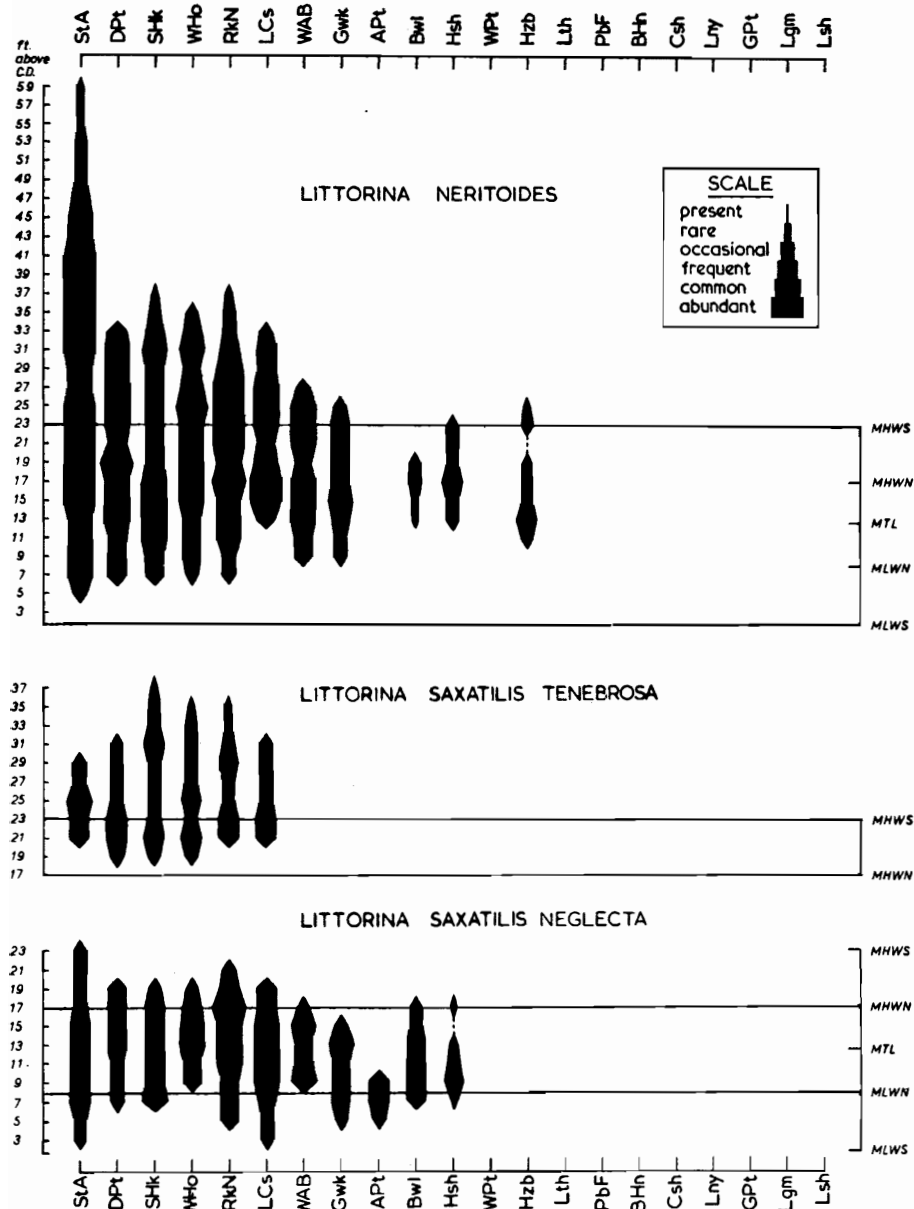 StA DPt SHk WHo RkN LCs WAB Gwk APt Bwl Hsh WPt Hzb Lth PbF BHn Csh Lny GPt Lgm Lsh
ft.
above
C.D.
59
57
55
53
51
49
47
45
43
41
39
37
35
33
31
29
27
25
23
21
19
17
15
13
11
9
7
5
3
LITTORINA NERITOIDES
SCALE
present
rare
occasional
frequent
common
abundant
MHWS
MHWN
MTL
MLWN
MLWS
LITTORINA SAXATILIS TENEBROSA
37
35
33
31
29
27
25
23
21
19
17
MHWS
MHWN
LITTORINA SAXATILIS NEGLECTA
23
21
19
17
15
13
11
9
7
5
3
MHWS
MHWN
MTL
MLWN
MLWS
StA DPt SHk WHo RkN LCs WAB Gwk APt Bwl Hsh WPt Hzb Lth PbF BHn Csh Lny GPt Lgm Lsh